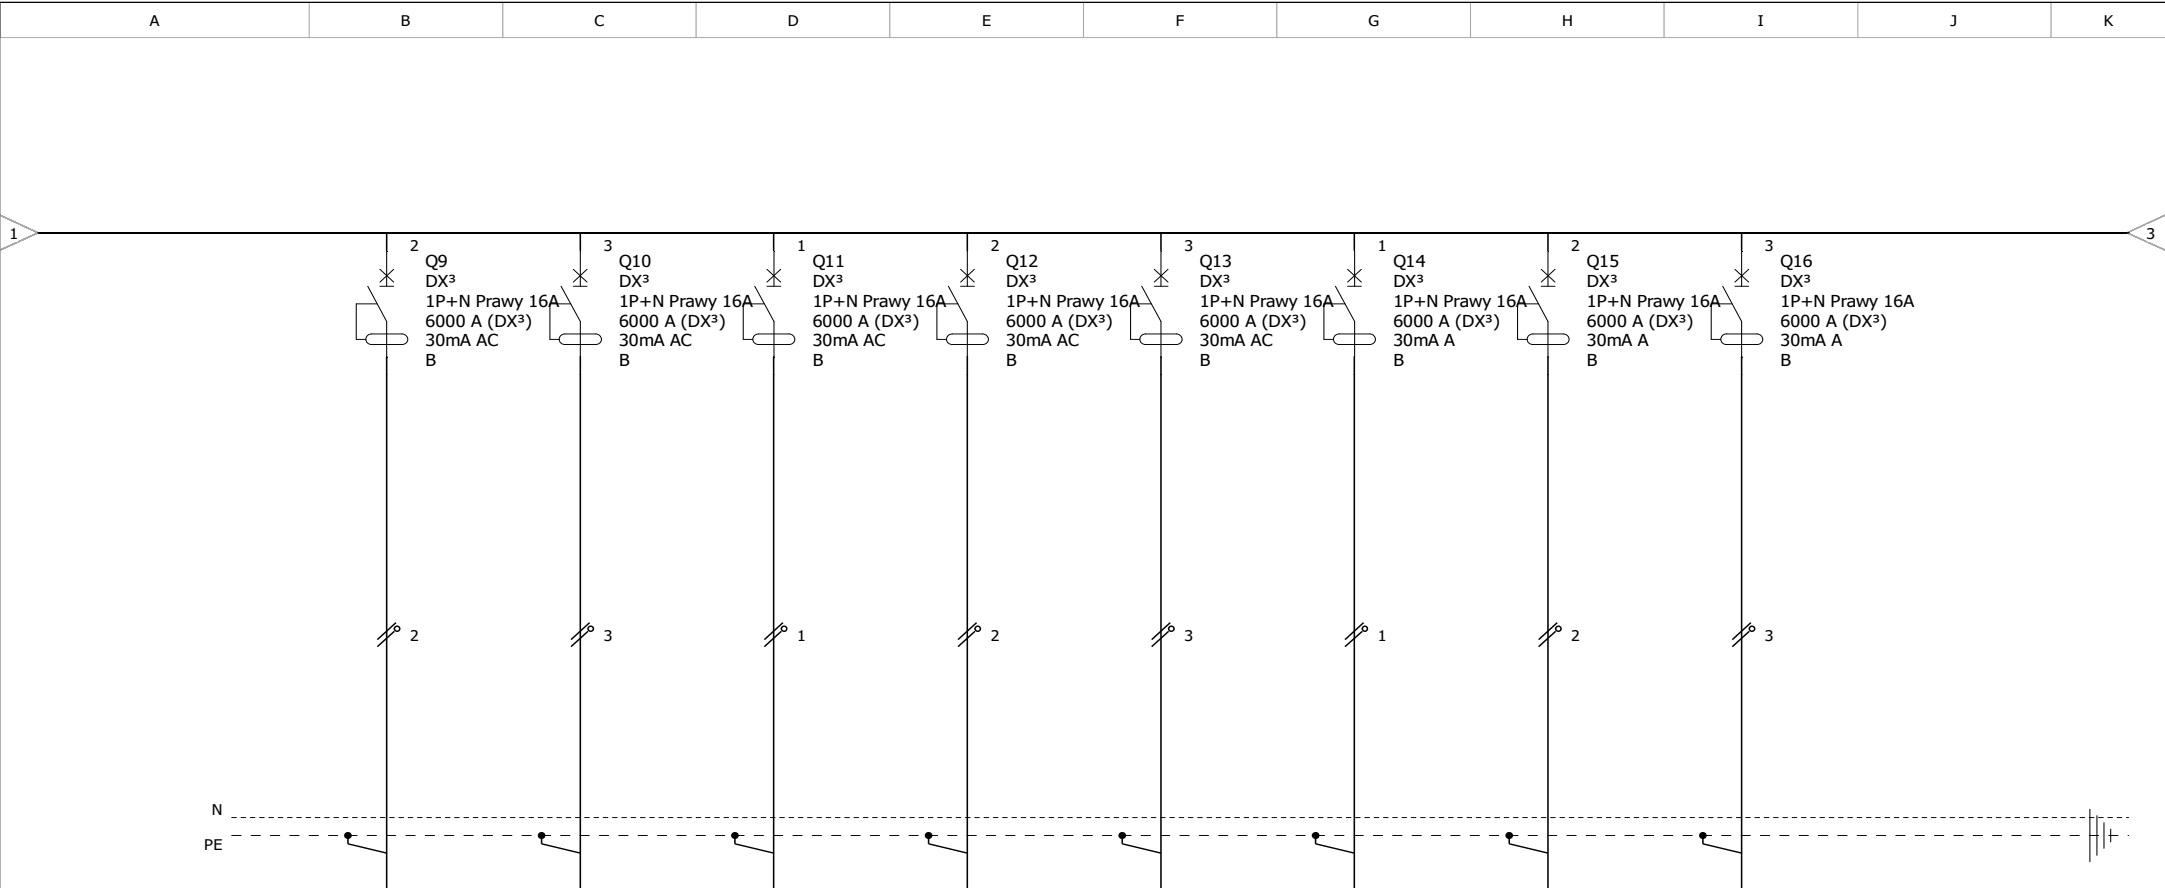 A B C D E F G H I J K
1
3
2 3 1 2 3 1 2 3
Q9
DX³
1P+N Prawy 16A
6000 A (DX³)
30mA AC
B
Q10
DX³
1P+N Prawy 16A
6000 A (DX³)
30mA AC
B
Q11
DX³
1P+N Prawy 16A
6000 A (DX³)
30mA AC
B
Q12
DX³
1P+N Prawy 16A
6000 A (DX³)
30mA AC
B
Q13
DX³
1P+N Prawy 16A
6000 A (DX³)
30mA AC
B
Q14
DX³
1P+N Prawy 16A
6000 A (DX³)
30mA A
B
Q15
DX³
1P+N Prawy 16A
6000 A (DX³)
30mA A
B
Q16
DX³
1P+N Prawy 16A
6000 A (DX³)
30mA A
B
2 3 1 2 3 1 2 3
N
PE